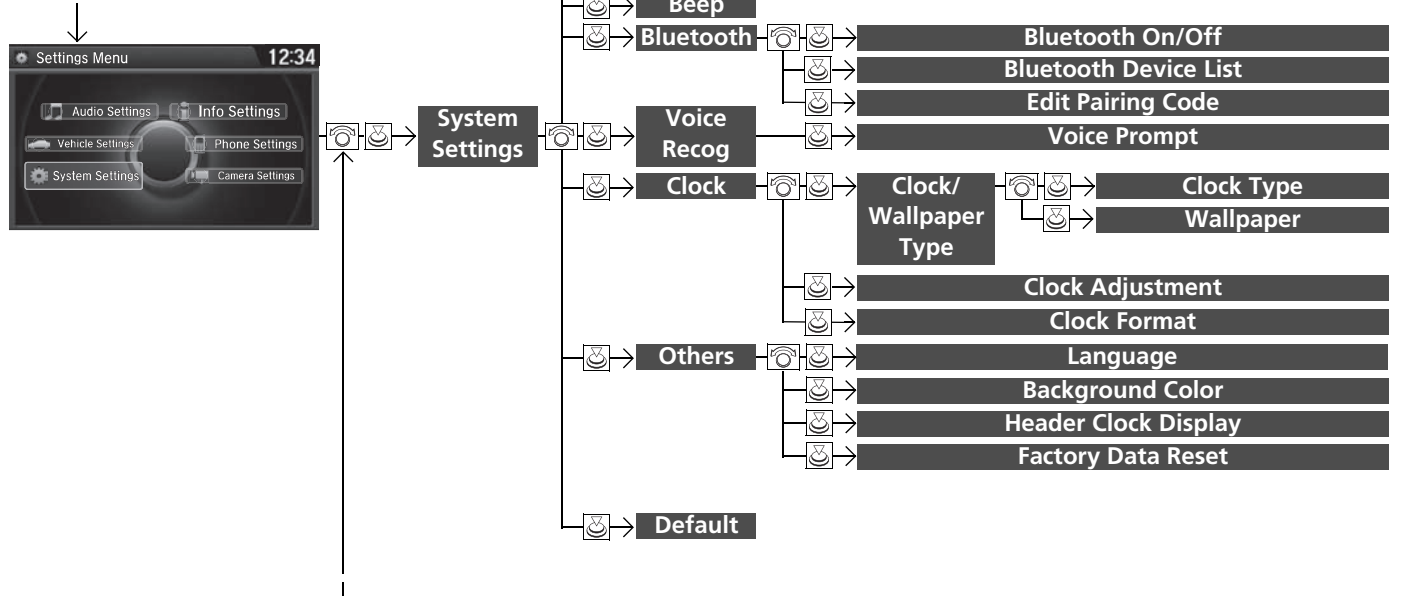 Beep
Bluetooth
Bluetooth On/Off
Bluetooth Device List
Edit Pairing Code
Settings Menu 12:34
Audio Settings Info Settings
Vehicle Settings Phone Settings
System Settings Camera Settings
System
Settings
Voice
Recog
Voice Prompt
Clock
Clock/
Wallpaper
Type
Clock Type
Wallpaper
Clock Adjustment
Clock Format
Others
Language
Background Color
Header Clock Display
Factory Data Reset
Default